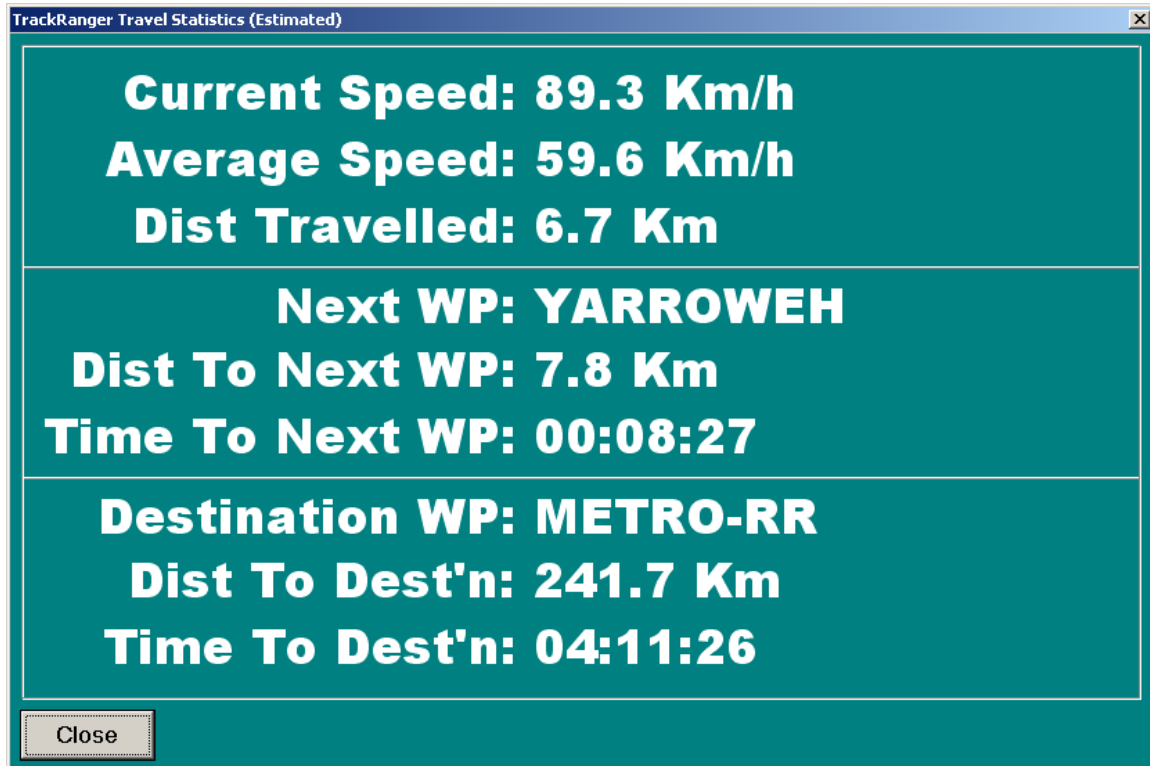 TrackRanger Travel Statistics (Estimated)
Current Speed: 89.3 Km/h
Average Speed: 59.6 Km/h
Dist Travelled: 6.7 Km
Next WP: YARROWEH
Dist To Next WP: 7.8 Km
Time To Next WP: 00:08:27
Destination WP: METRO-RR
Dist To Dest'n: 241.7 Km
Time To Dest'n: 04:11:26
Close